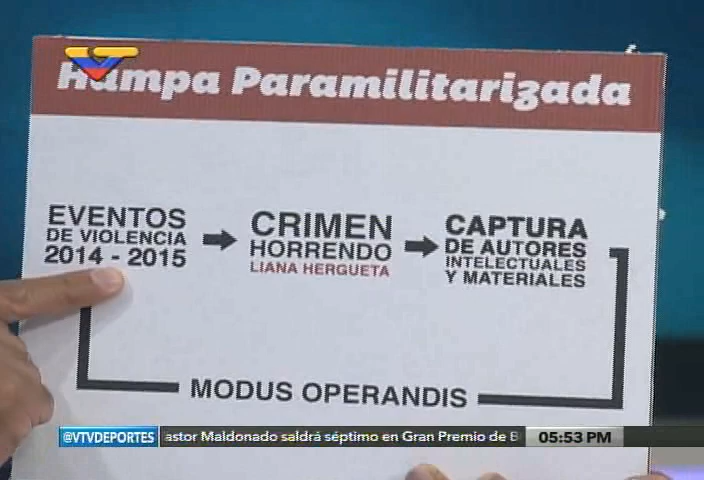 Hampa Paramilitarizada
EVENTOS
DE VIOLENCIA
2014 - 2015
CRIMEN
HORRENDO
LIANA HERGUETA
CAPTURA
DE AUTORES
INTELECTUALES
Y MATERIALES
MODUS OPERANDIS
@VTVDEPORTES astor Maldonado saldrá séptimo en Gran Premio de B 05:53 PM